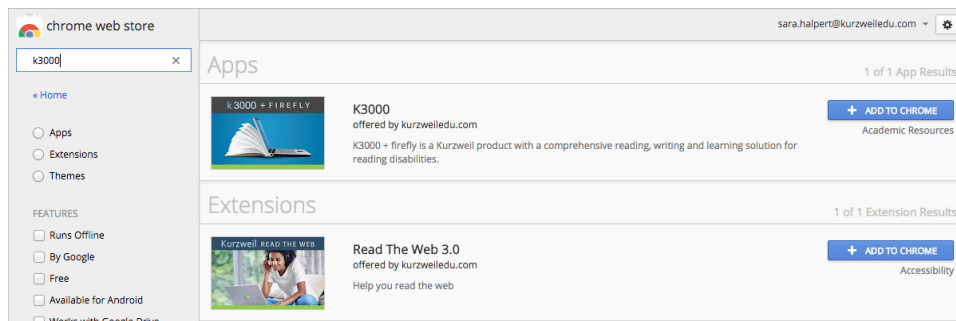 chrome web store
sara.halpert@kurzweiledu.com
k3000
« Home
Apps
Extensions
Themes
FEATURES
Runs Offline
By Google
Free
Available for Android
Works with Google Drive
Apps
1 of 1 App Results
k3000 + FIREFLY
K3000
offered by kurzweiledu.com
K3000 + firefly is a Kurzweil product with a comprehensive reading, writing and learning solution for
reading disabilities.
+ ADD TO CHROME
Academic Resources
Extensions
1 of 1 Extension Results
Kurzweil READ THE WEB
Read The Web 3.0
offered by kurzweiledu.com
Help you read the web
+ ADD TO CHROME
Accessibility